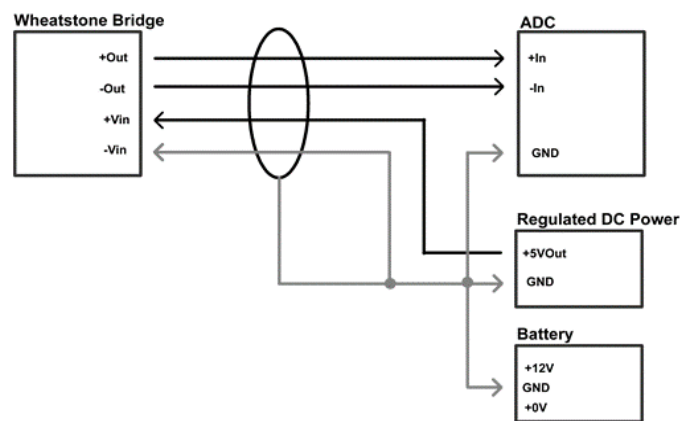 Wheatstone Bridge
+Out
-Out
+Vin
-Vin
ADC
+In
-In
GND
Regulated DC Power
+5VOut
GND
Battery
+12V
GND
+0V